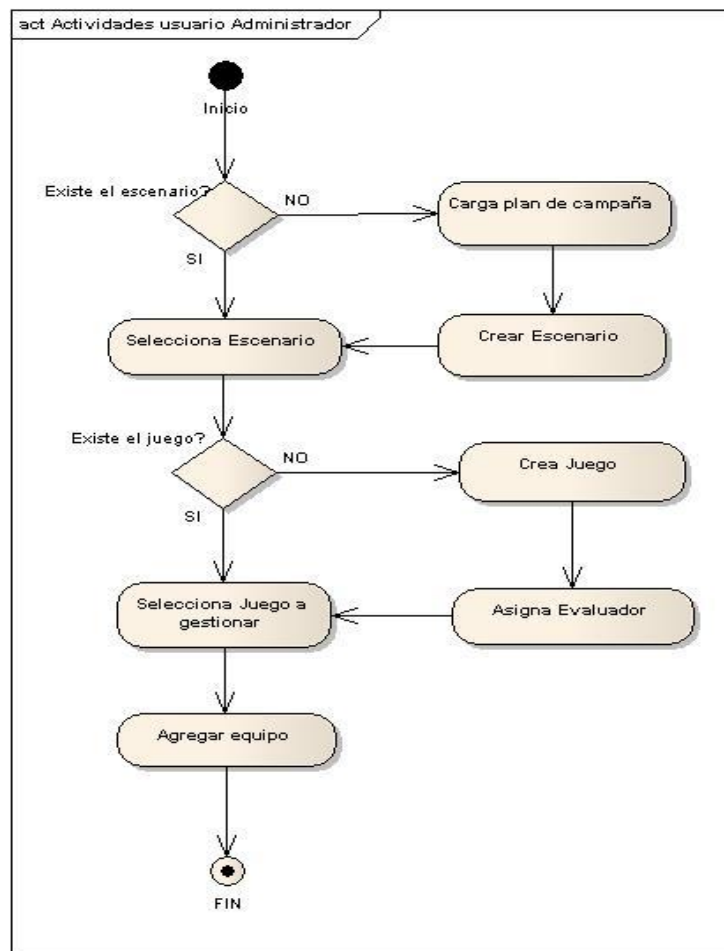 act Actividades usuario Administrador
Inicio
Existe el escenario?
NO
Carga plan de campaña
SI
Selecciona Escenario
Crear Escenario
Existe el juego?
NO
Crea Juego
SI
Selecciona Juego a
gestionar
Asigna Evaluador
Agregar equipo
FIN